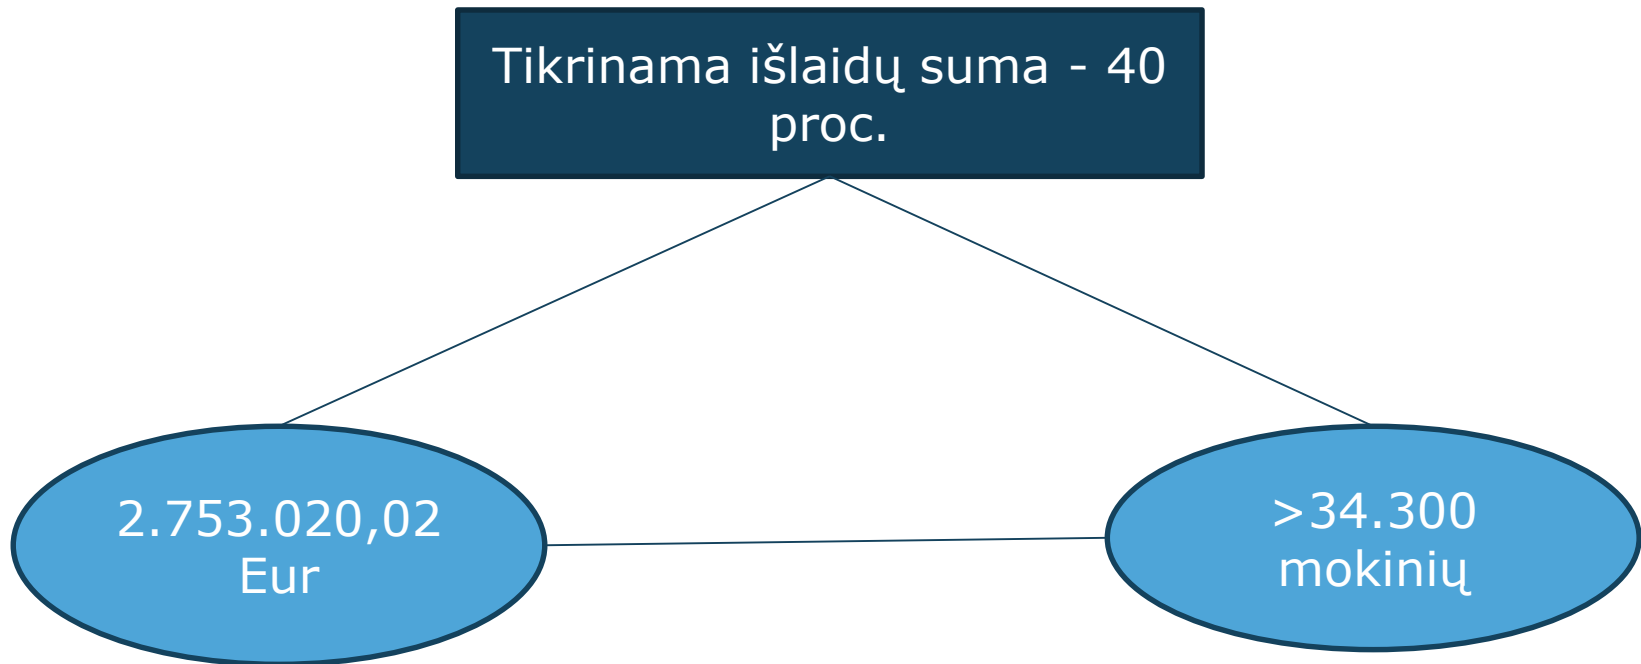 Tikrinama išlaidų suma - 40
proc.
2.753.020,02
Eur
>34.300
mokinių